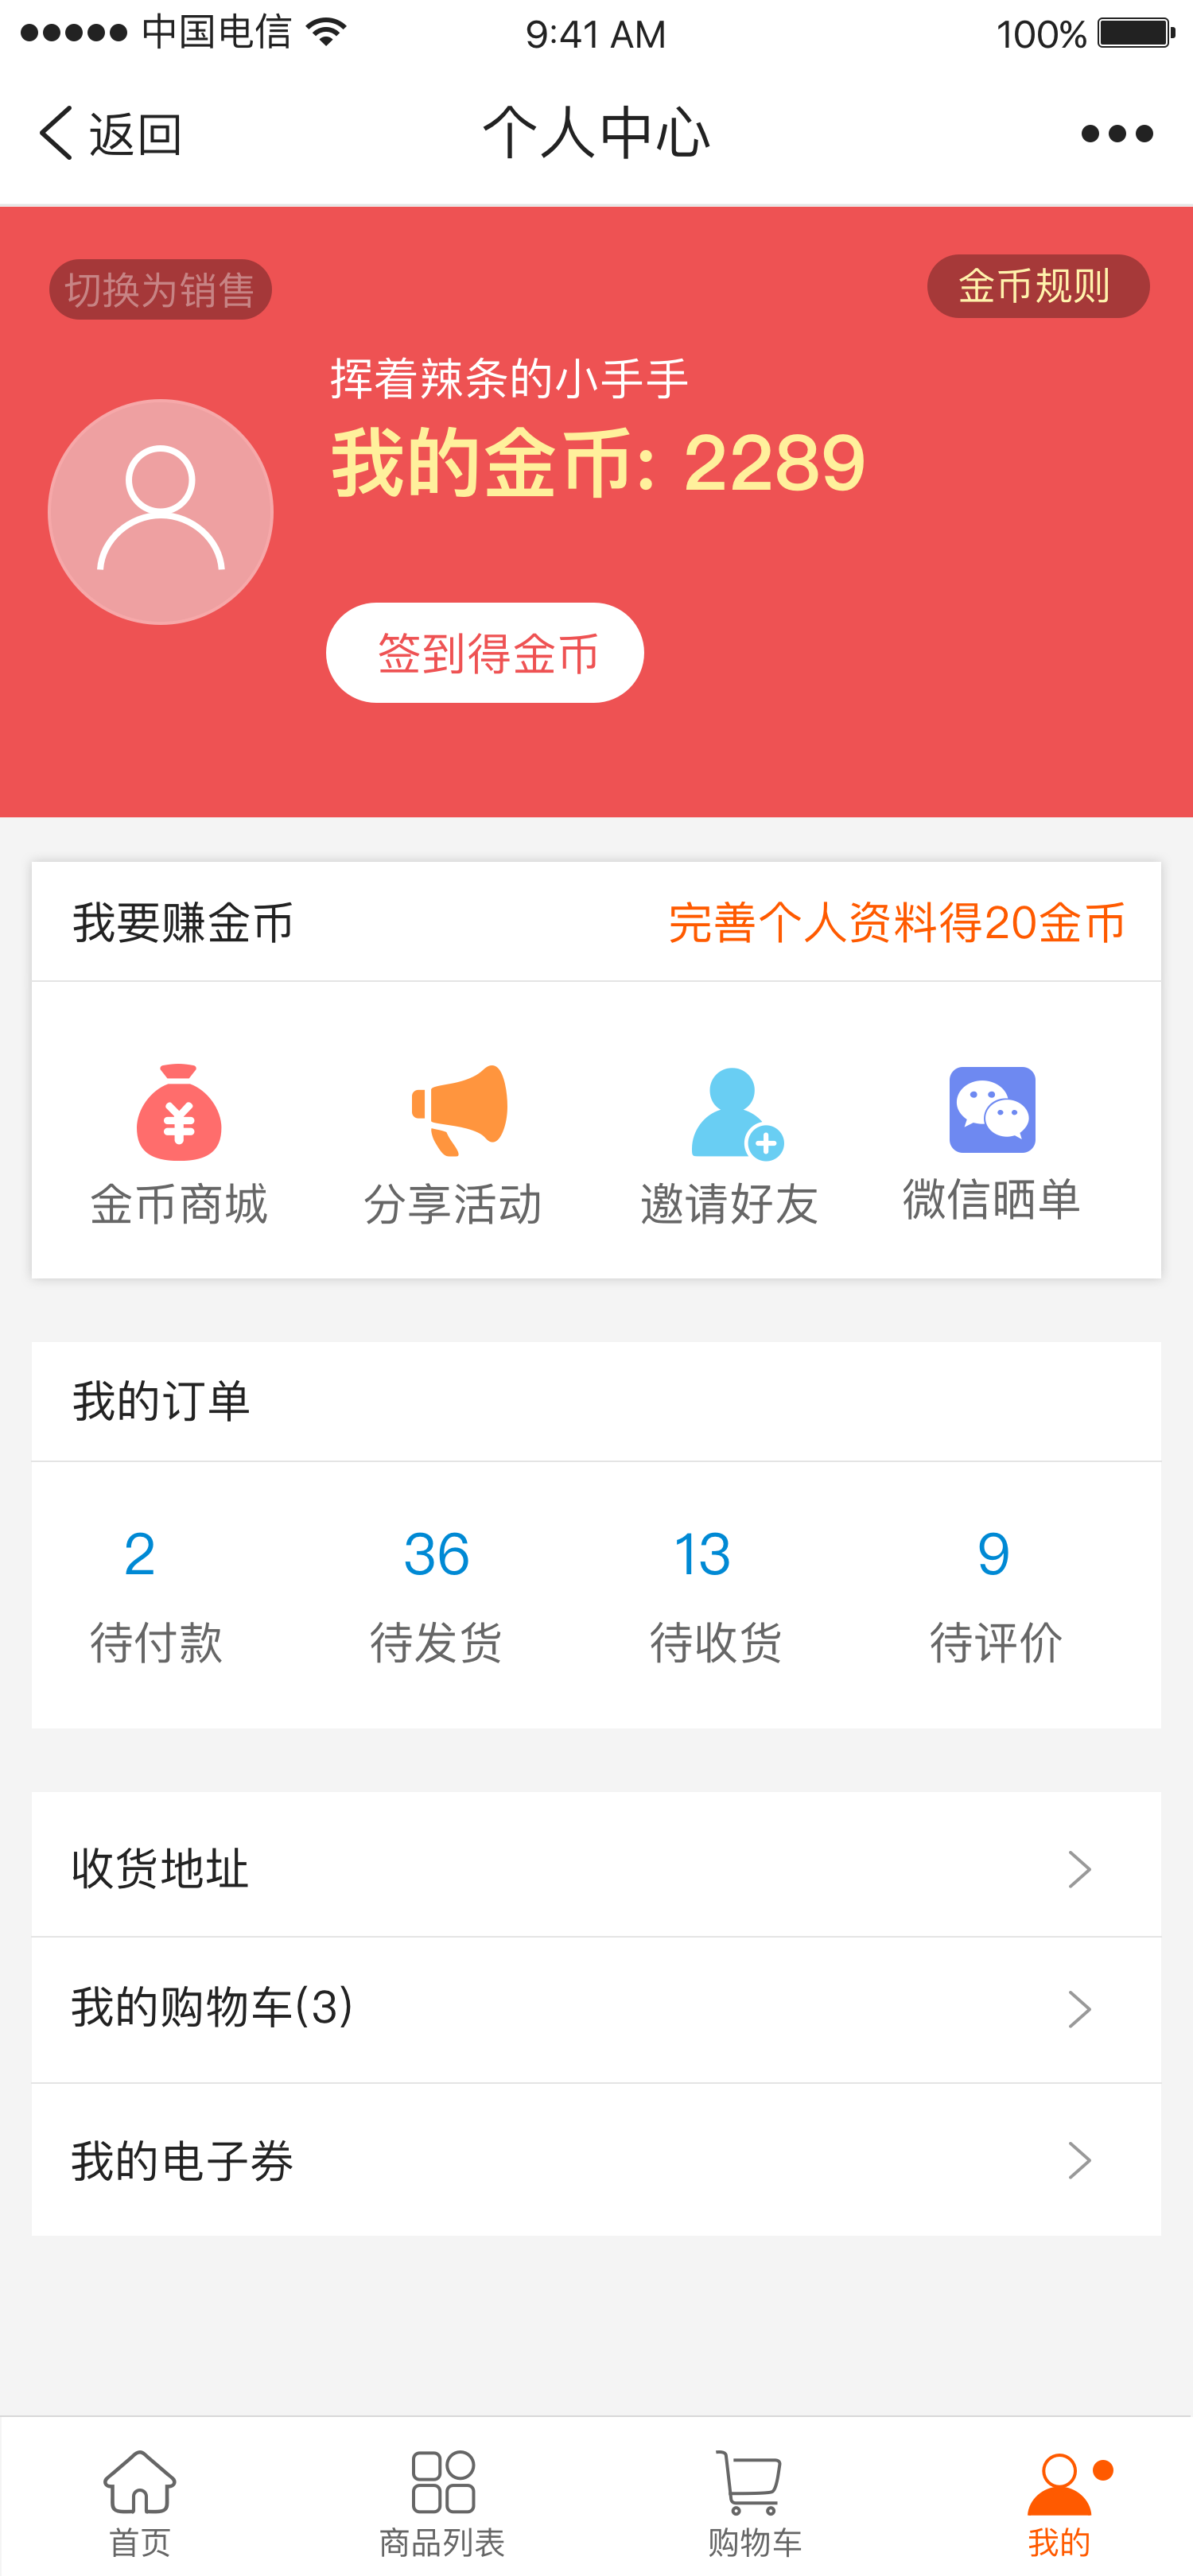 中国电信 9:41 AM 100%
返回 个人中心
切换为销售 金币规则
挥着辣条的小手手
我的金币: 2289
签到得金币
我要赚金币 完善个人资料得20金币
金币商城 分享活动 邀请好友 微信晒单
我的订单
2 36 13 9
待付款 待发货 待收货 待评价
收货地址
我的购物车(3)
我的电子券
首页 商品列表 购物车 我的